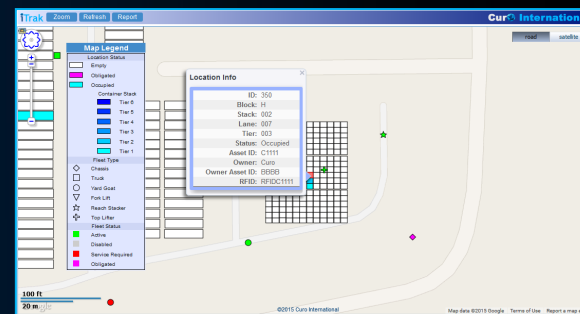 iTrak Zoom Refresh Report Curo Internation
road satellite
Map Legend
Location Status
Empty
Obligated
Occupied
Container Stack
Tier 6
Tier 5
Tier 4
Tier 3
Tier 2
Tier 1
Fleet Type
Chassis
Truck
Yard Goat
Fork Lift
Reach Stacker
Top Lifter
Fleet Status
Active
Disabled
Service Required
Obligated
Location Info
ID: 350
Block: H
Stack: 002
Lane: 007
Tier: 003
Status: Occupied
Asset ID: C1111
Owner: Curo
Owner Asset ID: BBBB
RFID: RFIDC1111
100 ft
20 m
©2015 Curo International
Map data ©2015 Google Terms of Use Report a map